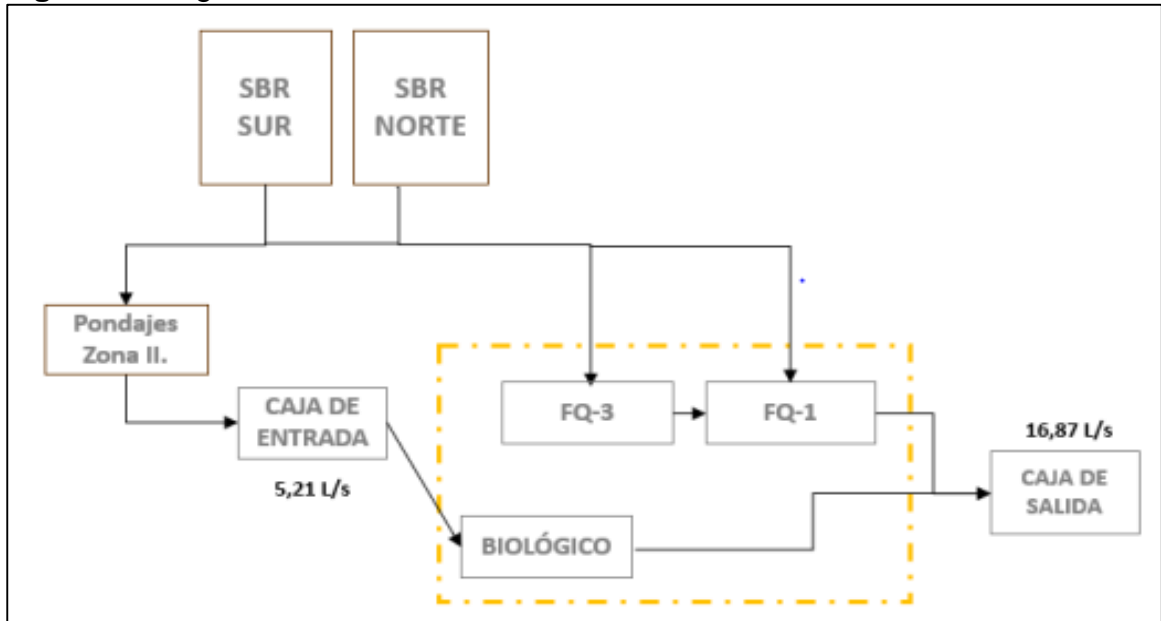 SBR
SUR
SBR
NORTE
Pondajes
Zona II.
CAJA DE
ENTRADA
5,21 L/s
FQ-3
FQ-1
BIOLÓGICO
16,87 L/s
CAJA DE
SALIDA